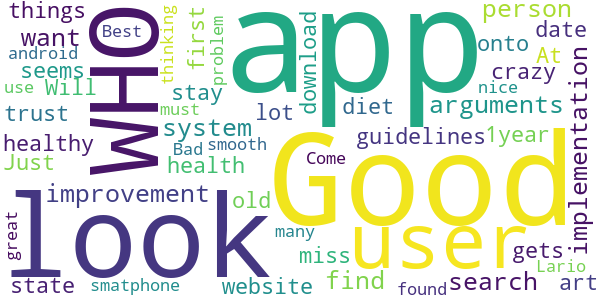 things
want
android
seems
use
Will
trust
healthy
Just
WHO
Best
thinking
must
first
problem
stay
system
Bad
smooth
health
app
download
lot
diet
person
onto
date
At
crazy
nice
arguments
guidelines
1year
implementation
look
improvement
great
state
smatphone
old
website
many
Good
Come
user
miss
find
found
gets
search
Lario
art